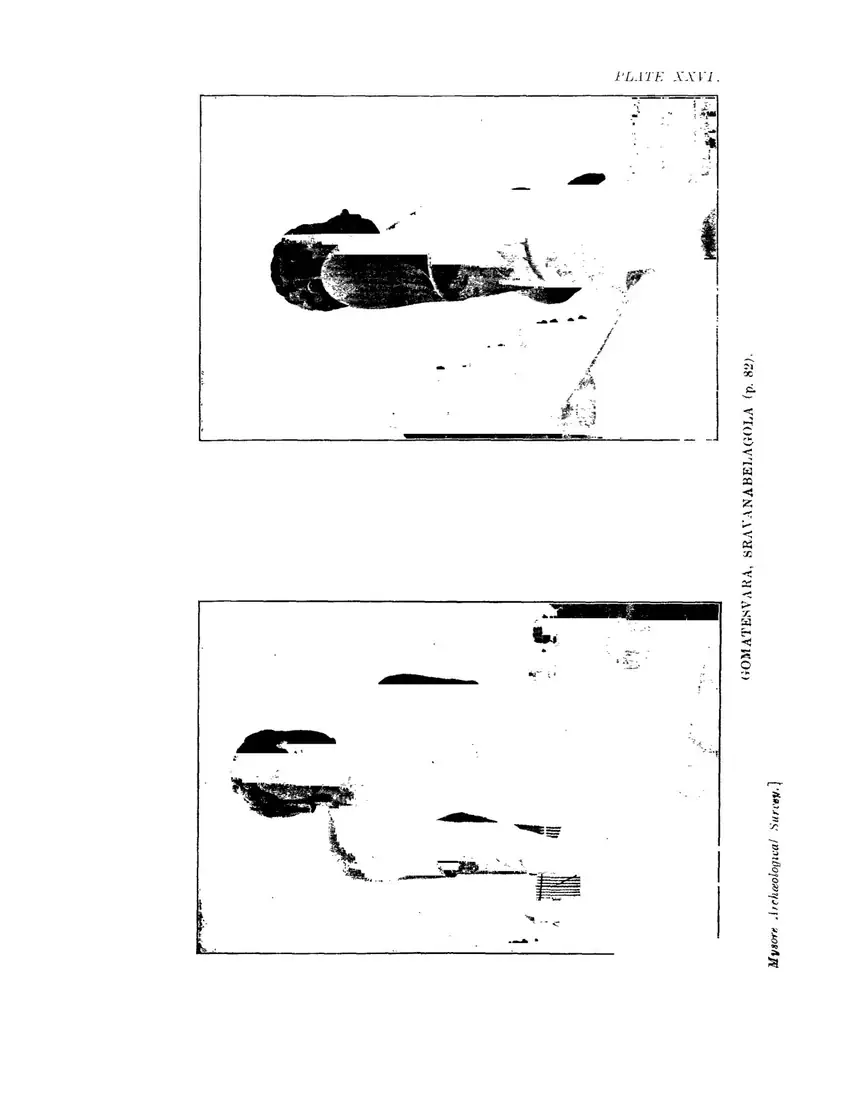 PLATE XXVI.
GOMATESVARA, SRAVANABELAGOLA (p. 82).
Mysore Archæological Survey.]